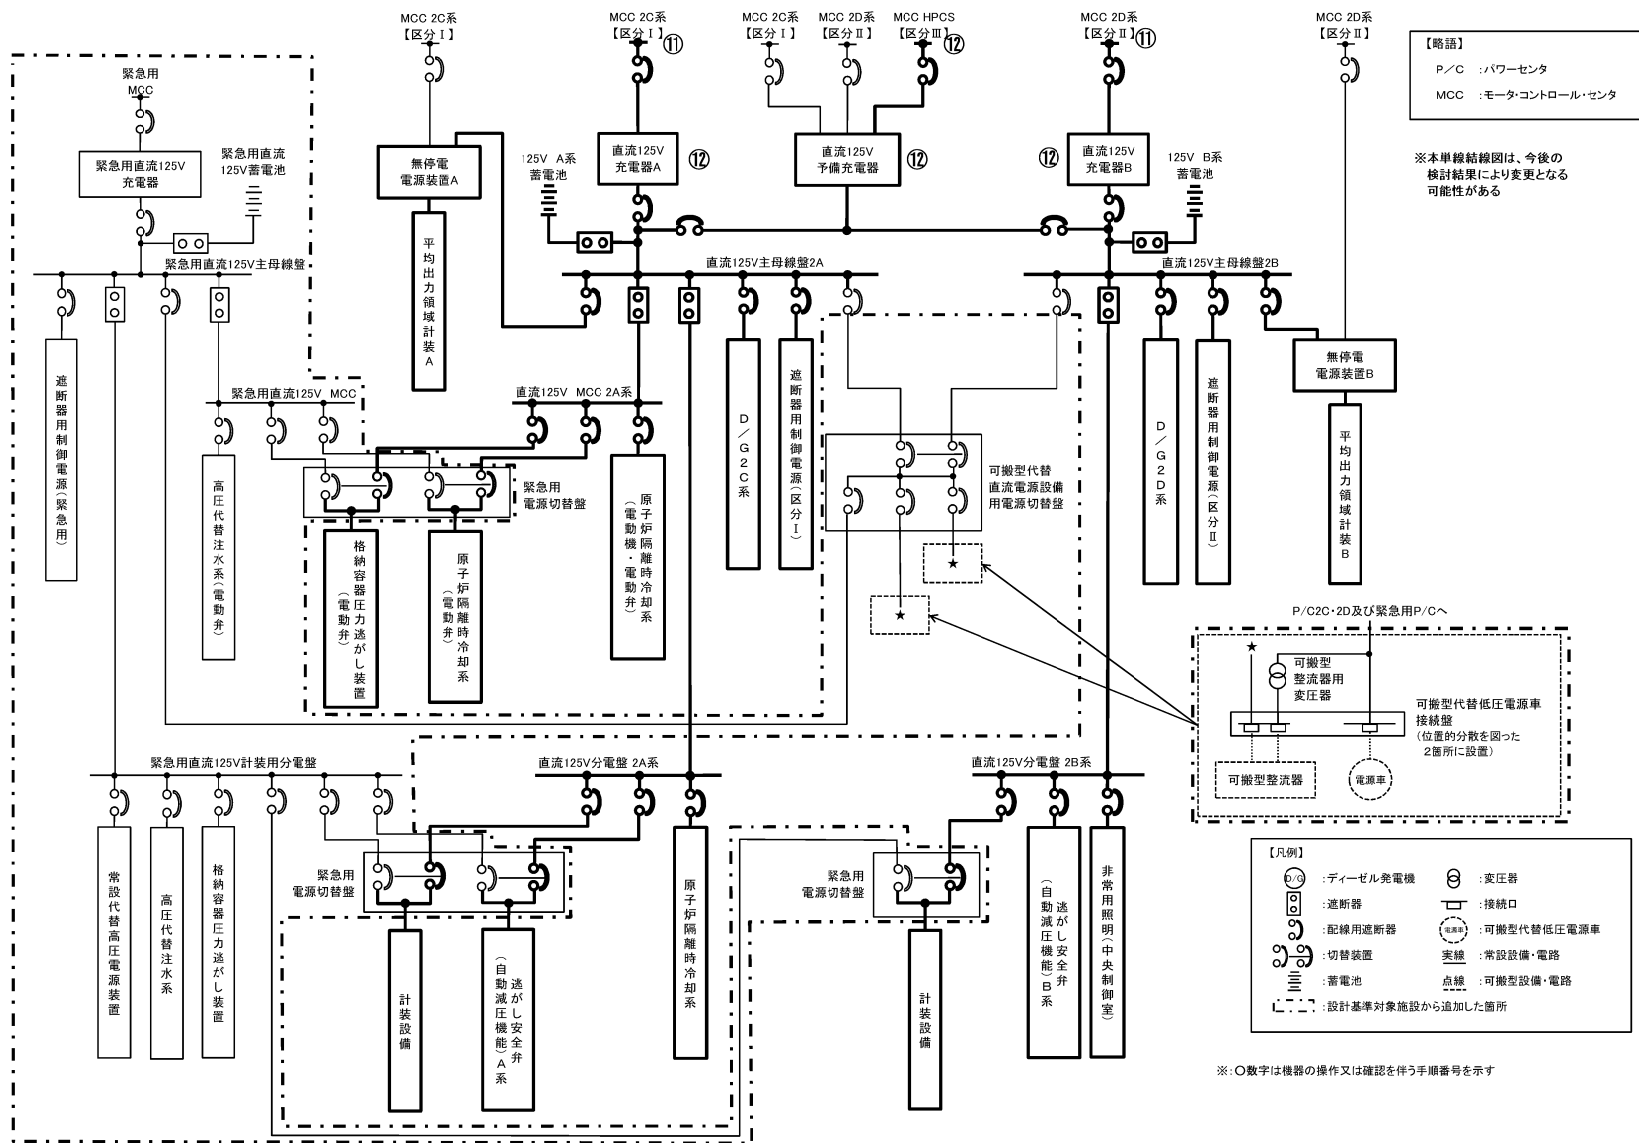 MCC 2C系
【区分Ⅰ】
MCC 2C系
【区分Ⅰ】
⑪
MCC 2C系
【区分Ⅰ】
MCC 2D系
【区分Ⅱ】
MCC HPCS
【区分Ⅲ】
⑫
MCC 2D系
【区分Ⅱ】
⑪
MCC 2D系
【区分Ⅱ】
【略語】
P/C :パワーセンタ
MCC :モータ・コントロール・センタ
※本単線結線図は、今後の
検討結果により変更となる
可能性がある
緊急用
MCC
緊急用直流125V
充電器
緊急用直流
125V蓄電池
無停電
電源装置A
125V A系
蓄電池
直流125V
充電器A
⑫
直流125V
予備充電器
⑫
⑫
直流125V
充電器B
125V B系
蓄電池
緊急用直流125V主母線盤
直流125V主母線盤2A
直流125V主母線盤2B
平均出力領域計装A
無停電
電源装置B
遮断器用制御電源(緊急用)
緊急用直流125V MCC
直流125V MCC 2A系
D/G2C系
遮断器用制御電源(区分Ⅰ)
D/G2D系
遮断器用制御電源(区分Ⅱ)
平均出力領域計装B
高圧代替注水系(電動弁)
緊急用
電源切替盤
格納容器圧力逃がし装置
(電動弁)
原子炉隔離時冷却系
(電動弁)
原子炉隔離時冷却系
(電動機・電動弁)
可搬型代替
直流電源設備
用電源切替盤
★
★
P/C2C・2D及び緊急用P/Cへ
★
可搬型
整流器用
変圧器
可搬型代替低圧電源車
接続盤
(位置的分散を図った
2箇所に設置)
可搬型整流器
電源車
緊急用直流125V計装用分電盤
直流125V分電盤 2A系
直流125V分電盤 2B系
常設代替高圧電源装置
高圧代替注水系
格納容器圧力逃がし装置
緊急用
電源切替盤
計装設備
逃がし安全弁
(自動減圧機能)A系
原子炉隔離時冷却系
緊急用
電源切替盤
計装設備
逃がし安全弁
(自動減圧機能)B系
非常用照明(中央制御室)
【凡例】
D/G :ディーゼル発電機
:変圧器
:遮断器
:接続口
:配線用遮断器
電源車 :可搬型代替低圧電源車
:切替装置
実線 :常設設備・電路
:蓄電池
点線 :可搬型設備・電路
:設計基準対象施設から追加した箇所
※:〇数字は機器の操作又は確認を伴う手順番号を示す